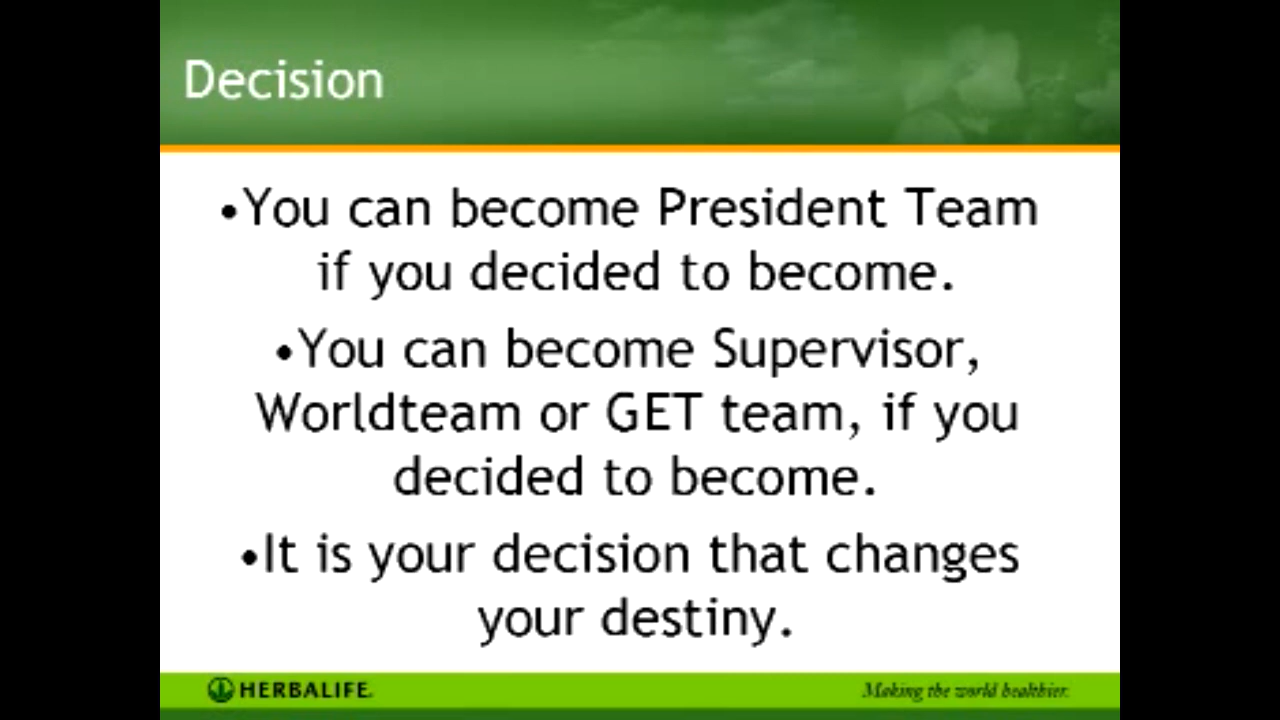 Decision
•You can become President Team
if you decided to become.
•You can become Supervisor,
Worldteam or GET team, if you
decided to become.
•It is your decision that changes
your destiny.
HERBALIFE.
Making the world healthier.